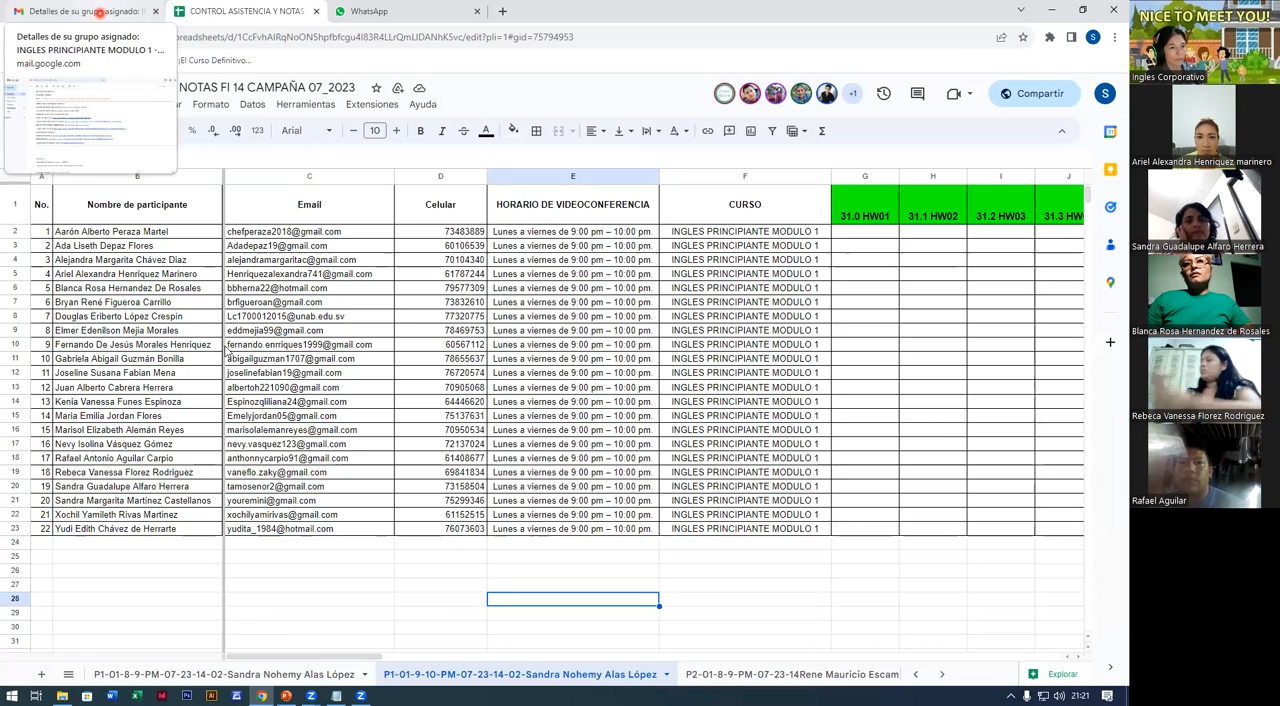 Detalles de su grupo asignado: I
CONTROL ASISTENCIA Y NOTAS
WhatsApp
Detalles de su grupo asignado:
INGLES PRINCIPIANTE MODULO 1 -...
mail.google.com
El Curso Definitivo...
NOTAS FI 14 CAMPAÑA 07_2023
Datos Herramientas Extensiones Ayuda
+1
Compartir
S
% .0 .00 123
10
A B C D E F G H I J
No. Nombre de participante Email Celular HORARIO DE VIDEOCONFERENCIA CURSO 31.0 HW01 31.1 HW02 31.2 HW03
1 Aarón Alberto Peraza Martel chefperaza2018@gmail.com 73483889 Lunes a viernes de 9:00 pm – 10:00 pm. INGLES PRINCIPIANTE MODULO 1
2 Ada Liseth Depaz Flores Adadepaz19@gmail.com 60106539 Lunes a viernes de 9:00 pm – 10:00 pm. INGLES PRINCIPIANTE MODULO 1
3 Alejandra Margarita Chávez Díaz Lunes a viernes de 9:00 pm – 10:00 pm. INGLES PRINCIPIANTE MODULO 1
4 Ariel Alexandra Henriquez Marinero Henriquezalexandra741@gmail.com 61787244 Lunes a viernes de 9:00 pm – 10:00 pm. INGLES PRINCIPIANTE MODULO 1
5 Blanca Rosa Hernandez De Rosales bbherna22@hotmail.com 79577309 Lunes a viernes de 9:00 pm – 10:00 pm. INGLES PRINCIPIANTE MODULO 1
6 Bryan René Figueroa Carrillo brfigueroan@gmail.com 73832610 Lunes a viernes de 9:00 pm – 10:00 pm. INGLES PRINCIPIANTE MODULO 1
7 Douglas Eriberto López Crespín Lc1700012015@unab.edu.sv Lunes a viernes de 9:00 pm – 10:00 pm. INGLES PRINCIPIANTE MODULO 1
8 Elmer Edenilson Mejia Morales eddmejia99@gmail.com 78469753 Lunes a viernes de 9:00 pm – 10:00 pm. INGLES PRINCIPIANTE MODULO 1
9 Fernando De Jesús Morales Henriquez fernando.enrriques1999@gmail.com 70867112 Lunes a viernes de 9:00 pm – 10:00 pm. INGLES PRINCIPIANTE MODULO 1
10 Gabriela Abigail Guzmán Bonilla abigailguzman1707@gmail.com Lunes a viernes de 9:00 pm – 10:00 pm. INGLES PRINCIPIANTE MODULO 1
11 Joseline Susana Fabian Mena joselinefabian19@gmail.com 76720574 Lunes a viernes de 9:00 pm – 10:00 pm. INGLES PRINCIPIANTE MODULO 1
12 Juan Alberto Cabrera Herrera albertoh221090@gmail.com 70905068 Lunes a viernes de 9:00 pm – 10:00 pm. INGLES PRINCIPIANTE MODULO 1
13 Kenia Vanessa Funes Espinoza Espinozqliliana24@gmail.com 64446620 Lunes a viernes de 9:00 pm – 10:00 pm. INGLES PRINCIPIANTE MODULO 1
14 Maria Emilia Jordan Flores Emelyjordan05@gmail.com 75137631 Lunes a viernes de 9:00 pm – 10:00 pm. INGLES PRINCIPIANTE MODULO 1
15 Marisol Elizabeth Alemán Reyes marisolalemanreyes@gmail.com Lunes a viernes de 9:00 pm – 10:00 pm. INGLES PRINCIPIANTE MODULO 1
16 Nevy Isolina Vásquez Gómez nevy.vasquez123@gmail.com 72137024 Lunes a viernes de 9:00 pm – 10:00 pm. INGLES PRINCIPIANTE MODULO 1
17 Rafael Antonio Aguilar Carpio anthonnycarpio91@gmail.com 61408677 Lunes a viernes de 9:00 pm – 10:00 pm. INGLES PRINCIPIANTE MODULO 1
18 Rebeca Vanessa Florez Rodriguez vaneflo.zaky@gmail.com 69841834 Lunes a viernes de 9:00 pm – 10:00 pm. INGLES PRINCIPIANTE MODULO 1
19 Sandra Guadalupe Alfaro Herrera tamosenor2@gmail.com 73158504 Lunes a viernes de 9:00 pm – 10:00 pm. INGLES PRINCIPIANTE MODULO 1
20 Sandra Margarita Martínez Castellanos youremini@gmail.com 75299346 Lunes a viernes de 9:00 pm – 10:00 pm. INGLES PRINCIPIANTE MODULO 1
21 Xochil Yamileth Rivas Martinez xochilyamirivas@gmail.com Lunes a viernes de 9:00 pm – 10:00 pm. INGLES PRINCIPIANTE MODULO 1
22 Yudi Edith Chávez de Herrarte yudita_1984@hotmail.com 76073603 Lunes a viernes de 9:00 pm – 10:00 pm. INGLES PRINCIPIANTE MODULO 1
P1-01-8-9-PM-07-23-14-02-Sandra Nohemy Alas López
P1-01-9-10-PM-07-23-14-02-Sandra Nohemy Alas López
P2-01-8-9-PM-07-23-14Rene Mauricio Escam
Explorar
21:21
NICE TO MEET YOU!
Ingles Corporativo
Ariel Alexandra Henriquez marinero
Sandra Guadalupe Alfaro Herrera
Blanca Rosa Hernandez de Rosales
Rebeca Vanessa Florez Rodriguez
Rafael Aguilar